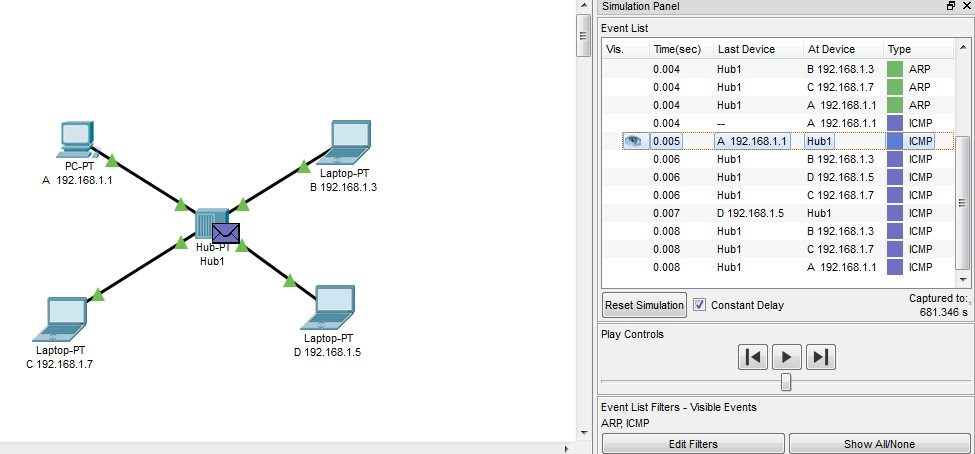 Simulation Panel
Event List
Vis. Time(sec) Last Device At Device Type
0.004 Hub1 B 192.168.1.3 ARP
0.004 Hub1 C 192.168.1.7 ARP
0.004 Hub1 A 192.168.1.1 ARP
0.004 -- A 192.168.1.1 ICMP
0.005 A 192.168.1.1 Hub1 ICMP
0.006 Hub1 B 192.168.1.3 ICMP
0.006 Hub1 D 192.168.1.5 ICMP
0.006 Hub1 C 192.168.1.7 ICMP
0.007 D 192.168.1.5 Hub1 ICMP
0.008 Hub1 B 192.168.1.3 ICMP
0.008 Hub1 C 192.168.1.7 ICMP
0.008 Hub1 A 192.168.1.1 ICMP
Reset Simulation Constant Delay Captured to:
681.346 s
Play Controls
Event List Filters - Visible Events
ARP, ICMP
Edit Filters Show All/None
PC-PT
A 192.168.1.1
Laptop-PT
B 192.168.1.3
Hub-PT
Hub1
Laptop-PT
C 192.168.1.7
Laptop-PT
D 192.168.1.5